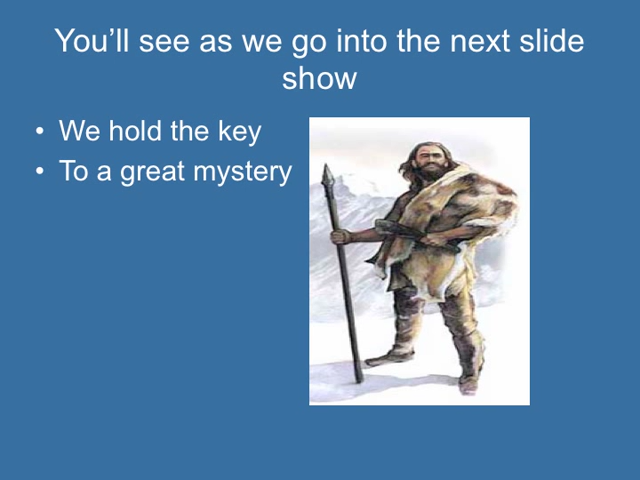 You’ll see as we go into the next slide
show
• We hold the key
• To a great mystery